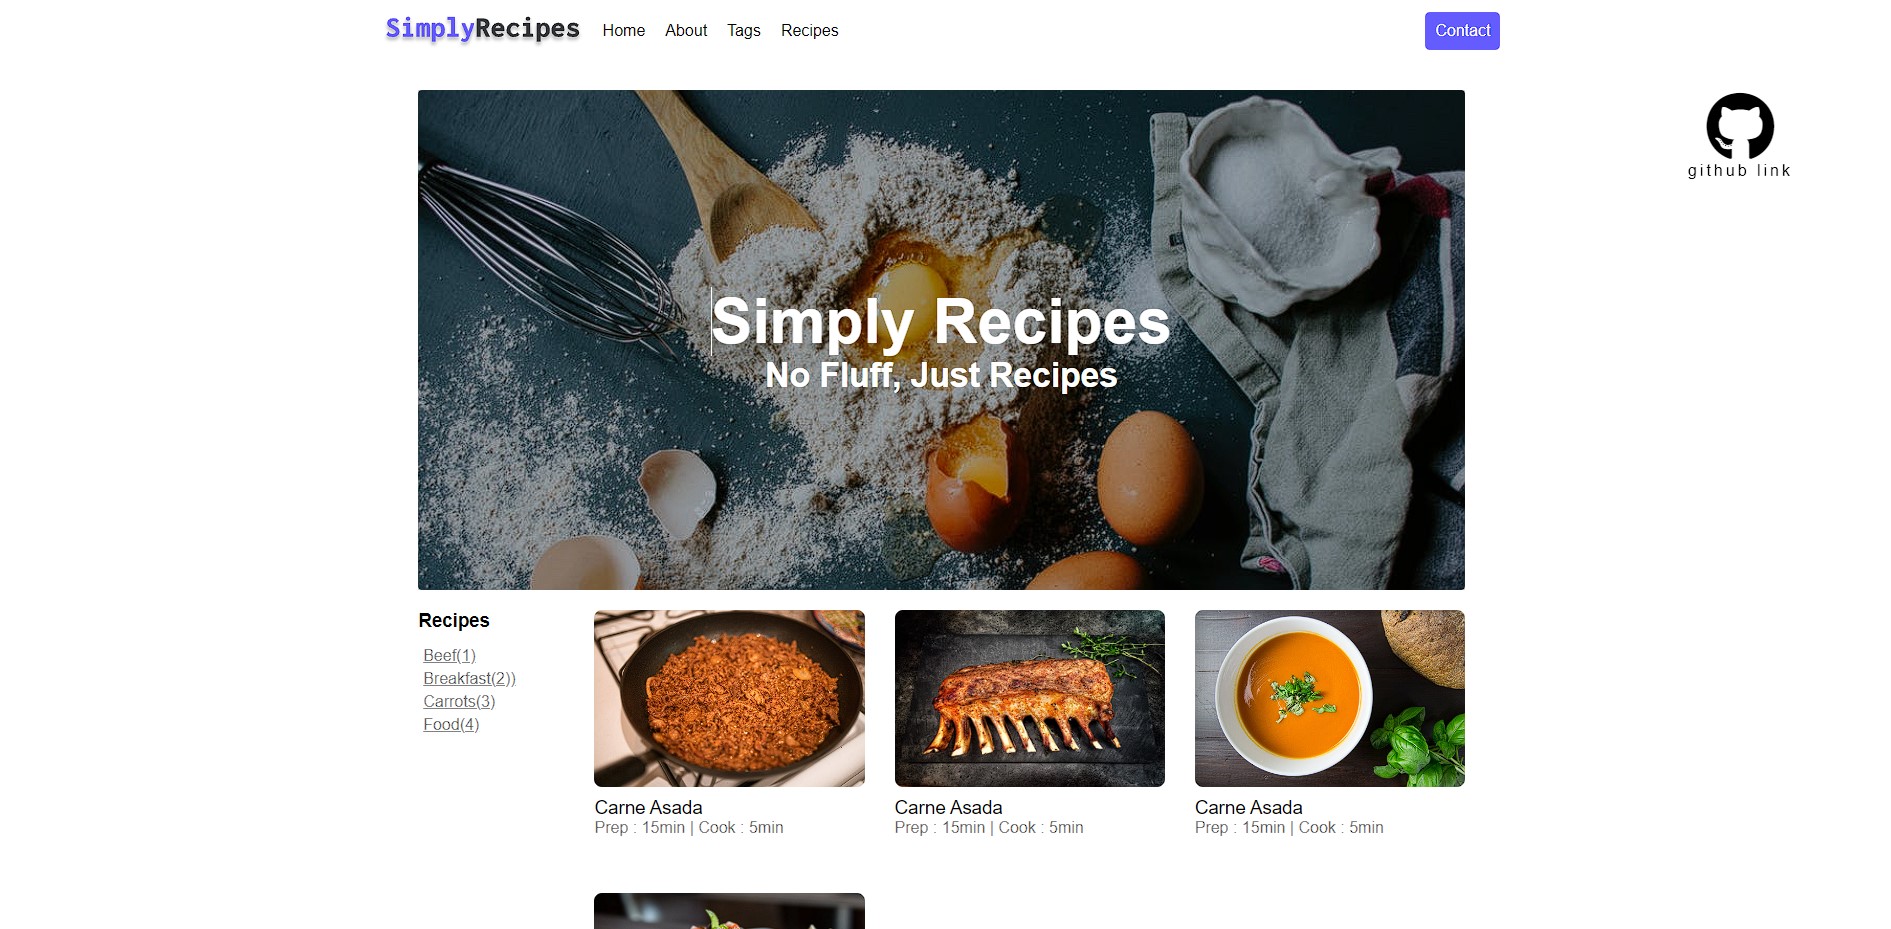 SimplyRecipes Home About Tags Recipes Contact
github link
Simply Recipes
No Fluff, Just Recipes
Recipes
Beef(1)
Breakfast(2))
Carrots(3)
Food(4)
Carne Asada
Prep : 15min | Cook : 5min
Carne Asada
Prep : 15min | Cook : 5min
Carne Asada
Prep : 15min | Cook : 5min